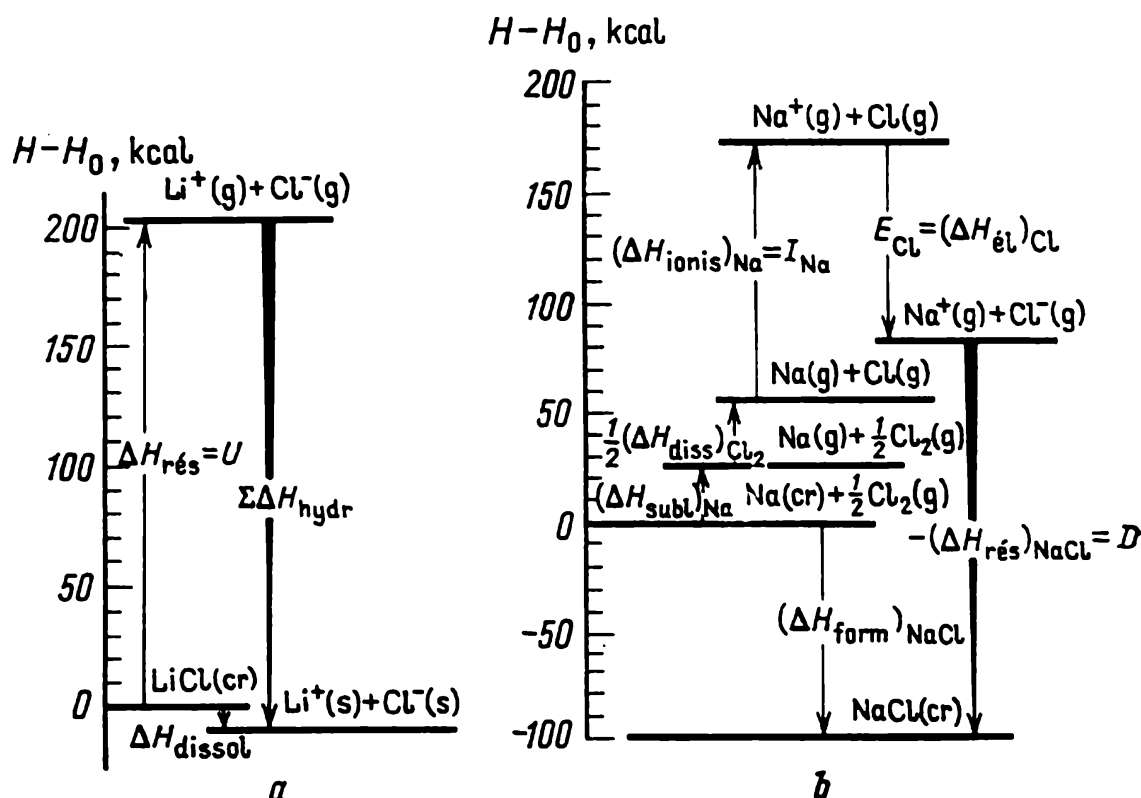 H–H₀, kcal
200
150
100
50
0
Li⁺(g)+Cl⁻(g)
ΔH_rés=U
ΣΔH_hydr
LiCl(cr)
Li⁺(s)+Cl⁻(s)
ΔH_dissol
a
H–H₀, kcal
200
150
100
50
0
-50
-100
Na⁺(g)+Cl(g)
(ΔH_ionis)_Na=I_Na
E_Cl=(ΔH_él)_Cl
Na⁺(g)+Cl⁻(g)
Na(g)+Cl(g)
½(ΔH_diss)_Cl₂
Na(g)+½Cl₂(g)
(ΔH_subl)_Na
Na(cr)+½Cl₂(g)
-(ΔH_rés)_NaCl=
(ΔH_form)_NaCl
NaCl(cr)
b